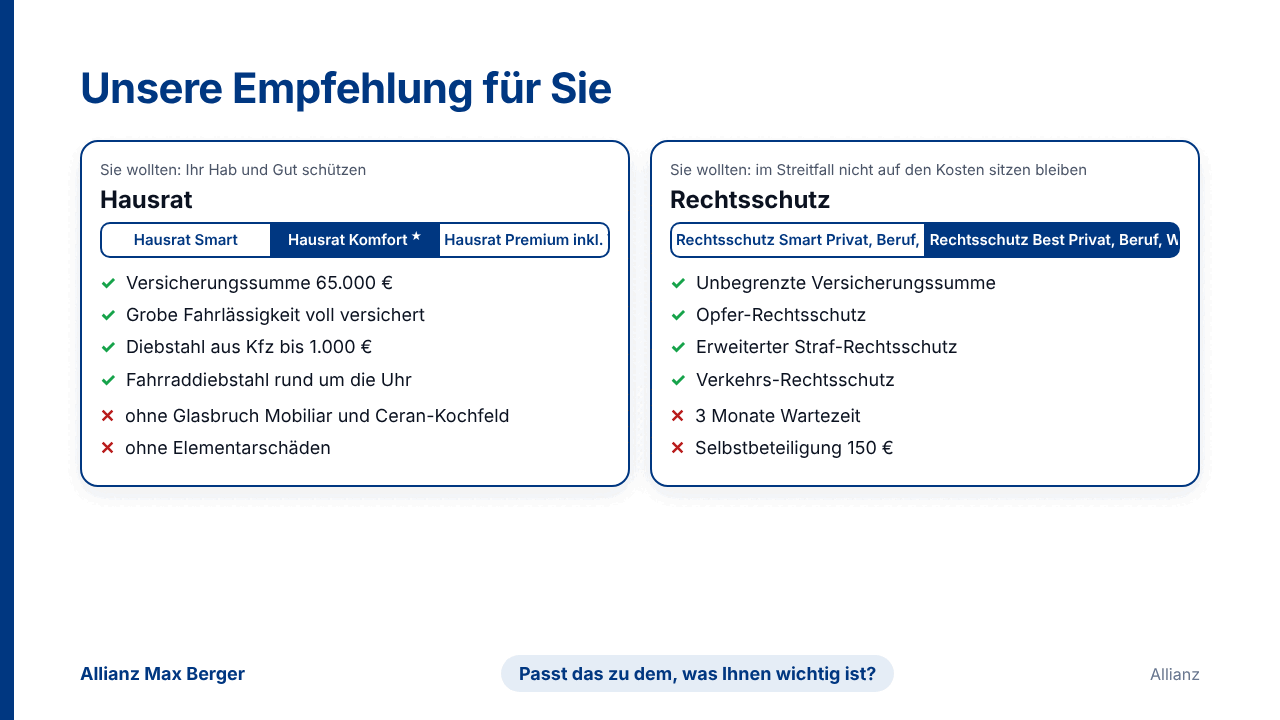 Unsere Empfehlung für Sie
Sie wollten: Ihr Hab und Gut schützen
Hausrat
Hausrat Smart
Hausrat Komfort ★
Hausrat Premium inkl.
Versicherungssumme 65.000 €
Grobe Fahrlässigkeit voll versichert
Diebstahl aus Kfz bis 1.000 €
Fahrraddiebstahl rund um die Uhr
ohne Glasbruch Mobiliar und Ceran-Kochfeld
ohne Elementarschäden
Sie wollten: im Streitfall nicht auf den Kosten sitzen bleiben
Rechtsschutz
Rechtsschutz Smart Privat, Beruf,
Rechtsschutz Best Privat, Beruf, W
Unbegrenzte Versicherungssumme
Opfer-Rechtsschutz
Erweiterter Straf-Rechtsschutz
Verkehrs-Rechtsschutz
3 Monate Wartezeit
Selbstbeteiligung 150 €
Allianz Max Berger
Passt das zu dem, was Ihnen wichtig ist?
Allianz